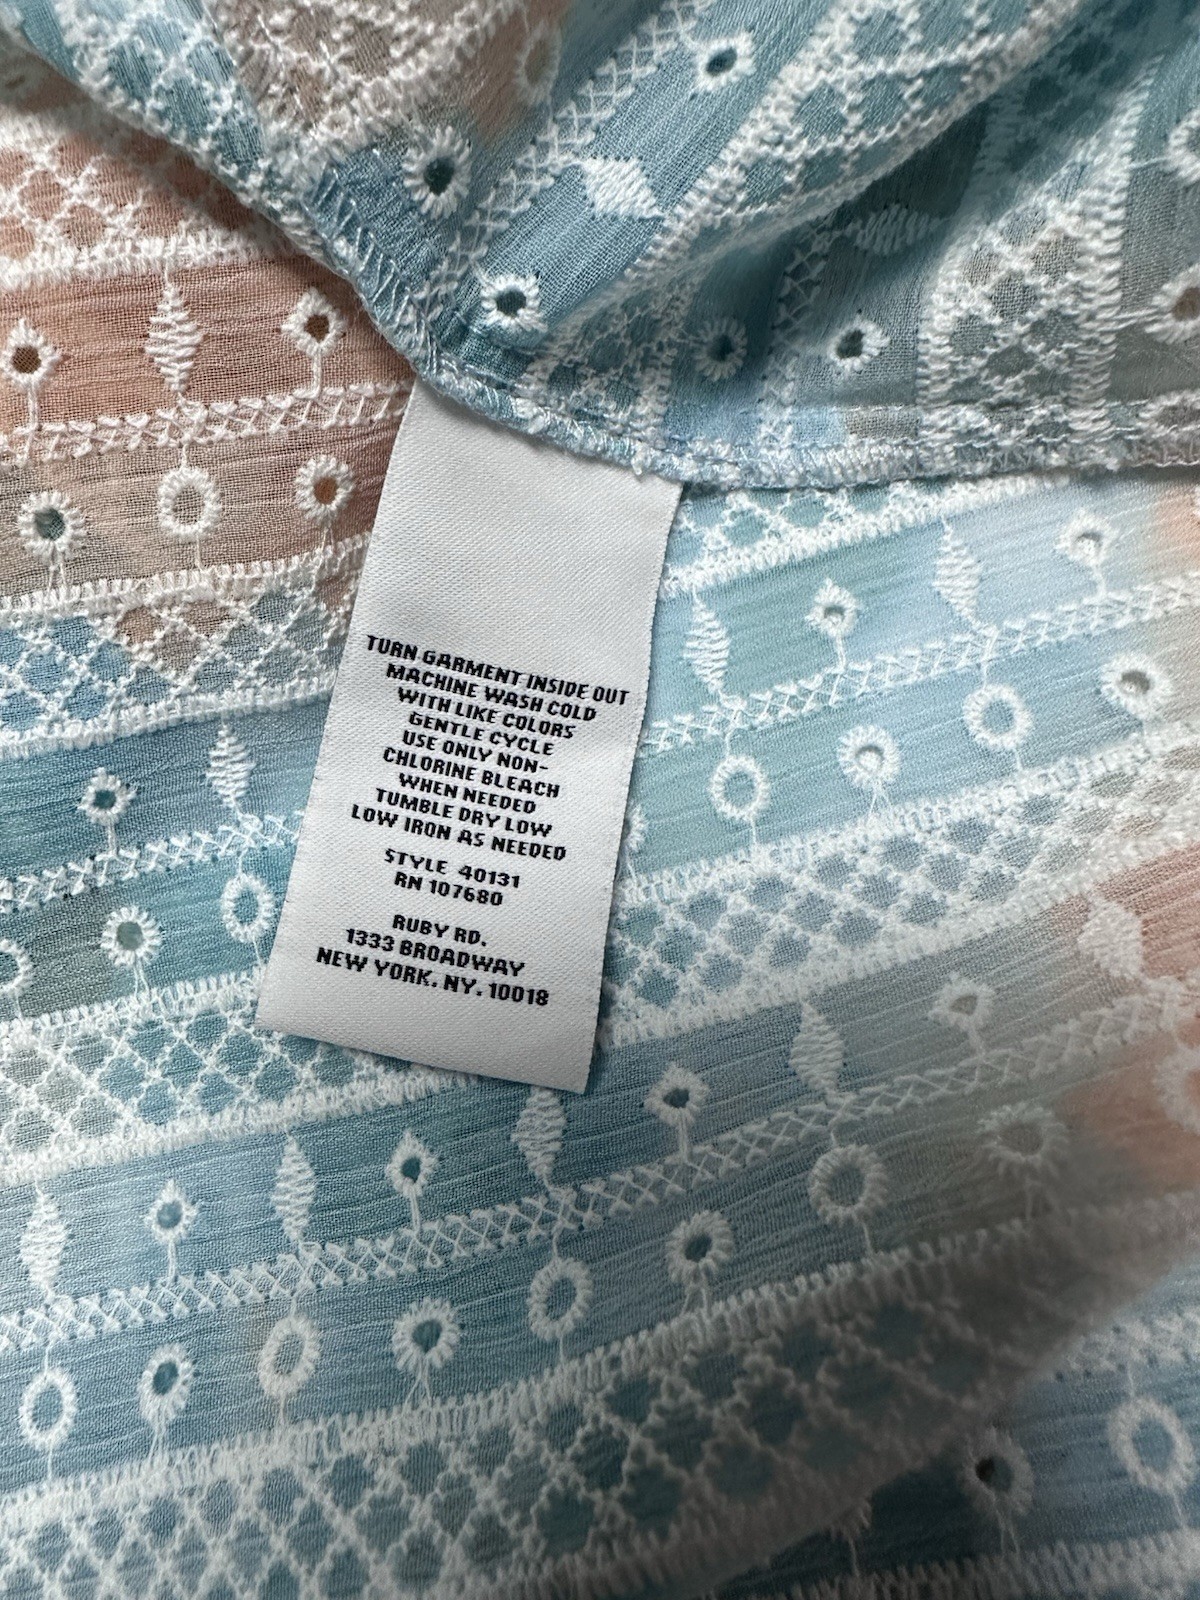 TURN GARMENT INSIDE OUT
MACHINE WASH COLD
WITH LIKE COLORS
GENTLE CYCLE
USE ONLY NON-
CHLORINE BLEACH
WHEN NEEDED
TUMBLE DRY LOW
LOW IRON AS NEEDED
STYLE 40131
RN 107680
RUBY RD.
1333 BROADWAY
NEW YORK, NY. 10018